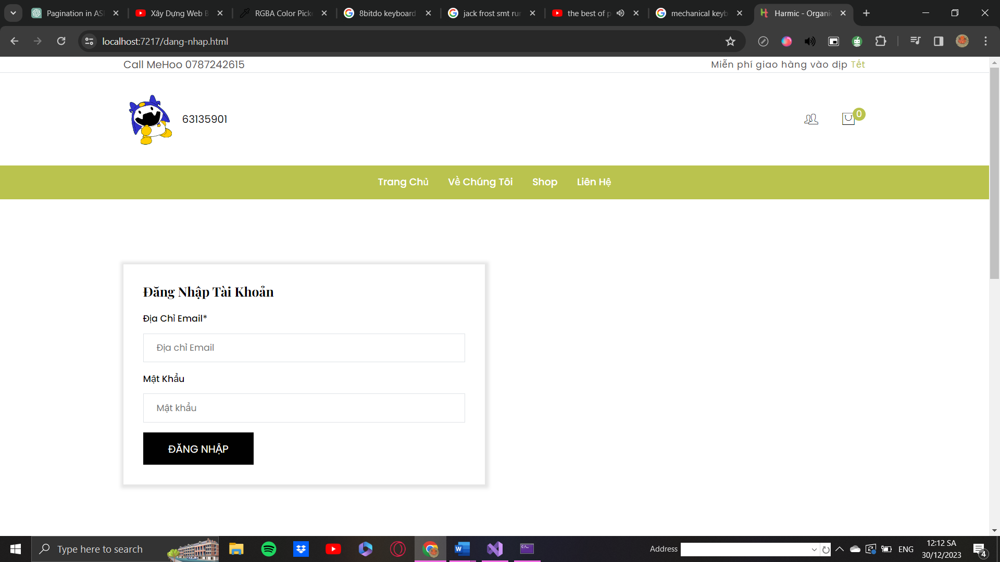 Pagination in AS
Xây Dựng Web B
RGBA Color Picke
8bitdo keyboard
jack frost smt rur
the best of p
mechanical keyb
Harmic - Organi
localhost:7217/dang-nhap.html
Call MeHoo 0787242615
Miễn phí giao hàng vào dịp Tết
63135901
0
Trang Chủ
Về Chúng Tôi
Shop
Liên Hệ
Đăng Nhập Tài Khoản
Địa Chỉ Email*
Địa chỉ Email
Mật Khẩu
Mật khẩu
ĐĂNG NHẬP
Type here to search
Address
ENG
12:12 SA
30/12/2023
4